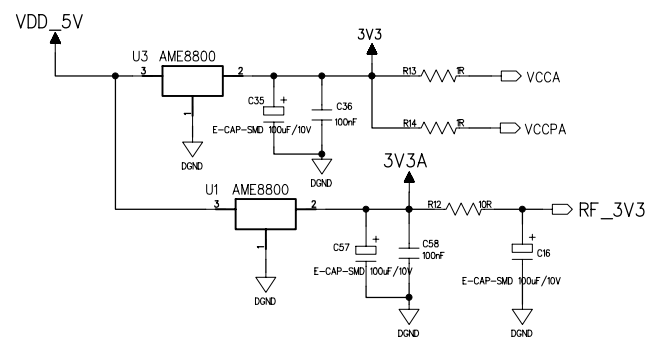 VDD_5V
3V3
U3 AME8800
3 2
R13 1R VCCA
C35 +
C36
1
E-CAP-SMD 100uF/10V
100nF
R14 1R VCCPA
DGND
DGND
3V3A
U1 AME8800
3 2
R12 10R RF_3V3
1
C57 +
C58
100nF
+
C16
E-CAP-SMD 100uF/10V
E-CAP-SMD 100uF/10V
DGND
DGND
DGND